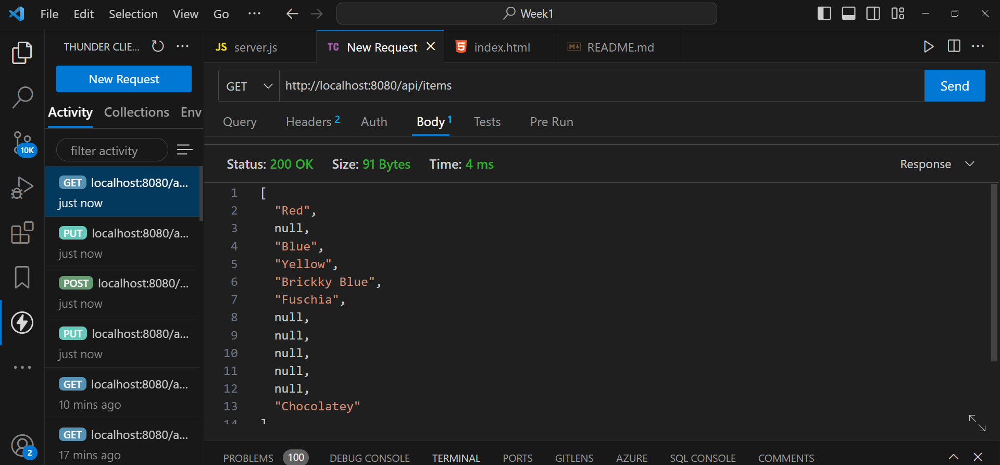 File Edit Selection View Go ··· Week1
THUNDER CLIE... ···
New Request
Activity Collections Env
filter activity
GET localhost:8080/a...
just now
PUT localhost:8080/a...
just now
POST localhost:8080/...
just now
PUT localhost:8080/a...
just now
GET localhost:8080/a...
10 mins ago
GET localhost:8080/a...
17 mins ago
10K
2
JS server.js TC New Request index.html README.md
GET http://localhost:8080/api/items Send
Query Headers 2 Auth Body 1 Tests Pre Run
Status: 200 OK Size: 91 Bytes Time: 4 ms Response
1 [
2 "Red",
3 null,
4 "Blue",
5 "Yellow",
6 "Brickky Blue",
7 "Fuschia",
8 null,
9 null,
10 null,
11 null,
12 null,
13 "Chocolatey"
14 ]
PROBLEMS 100 DEBUG CONSOLE TERMINAL PORTS GITLENS AZURE SQL CONSOLE COMMENTS